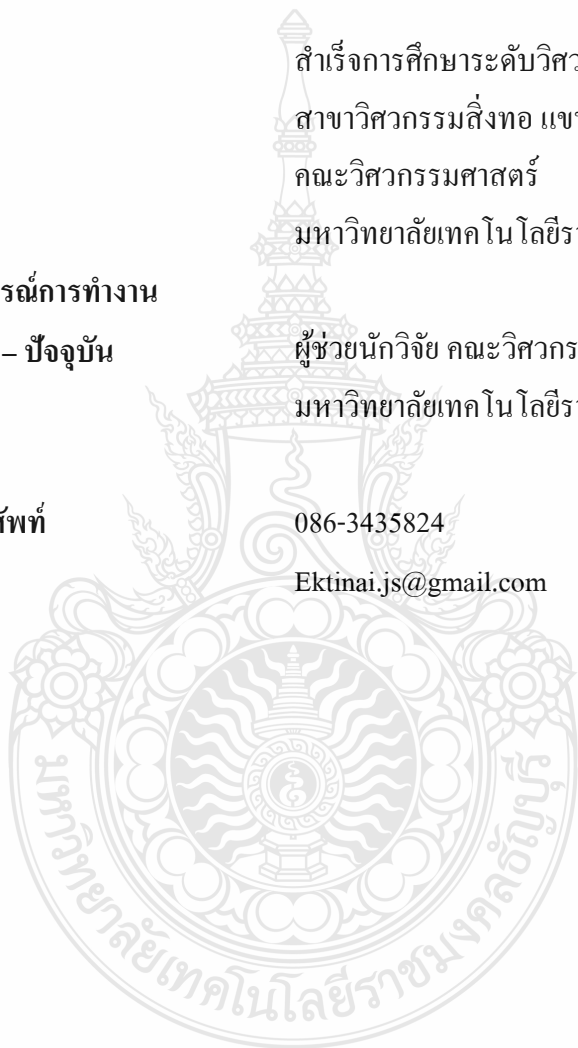 สำเร็จการศึกษาระดับวิศว
สาขาวิศวกรรมสิ่งทอ
คณะวิศวกรรมศาสตร์
มหาวิทยาลัยเทคโนโลยีรา
รณ์การทำงาน
– ปัจจุบัน
ผู้ช่วยนักวิจัย คณะวิศวกร
มหาวิทยาลัยเทคโนโลยีรา
ศัพท์ 086-3435824
Ektinai.js@gmail.com
มหาวิทยาลัยเทคโนโลยีราชมงคลธัญบุรี